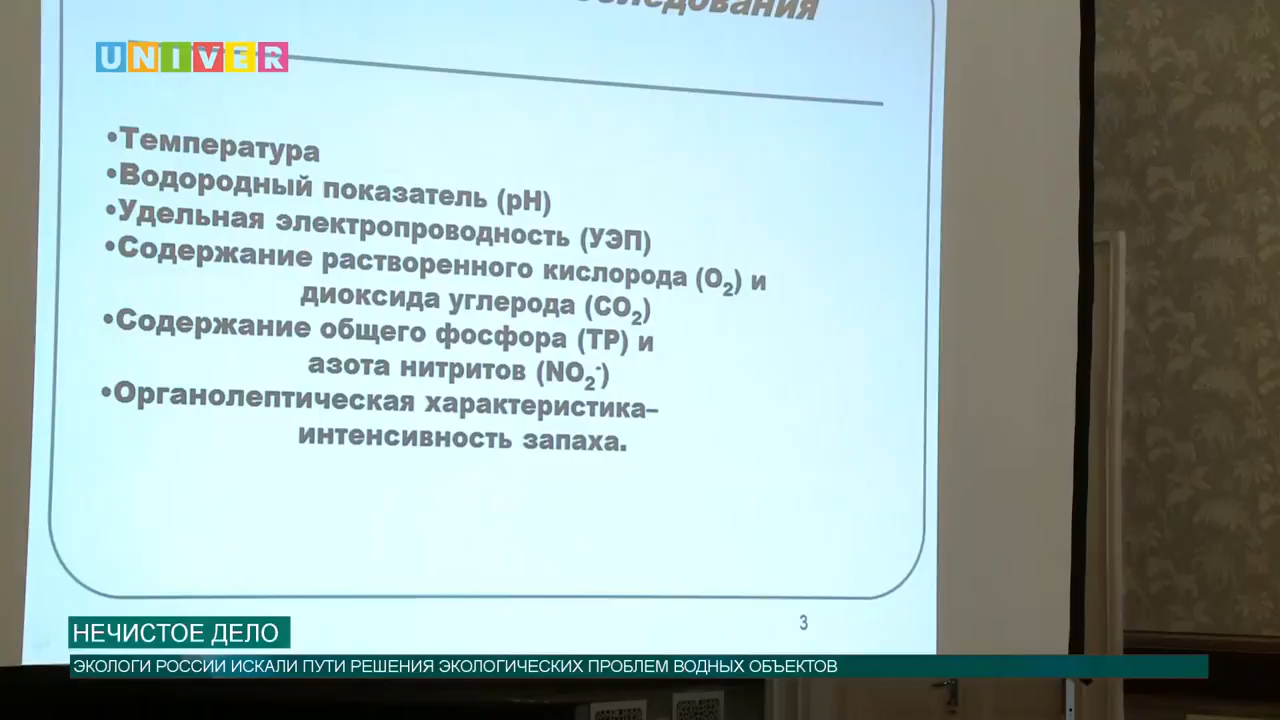 UNIVER
•Температура
•Водородный показатель (pH)
•Удельная электропроводность (УЭП)
•Содержание растворенного кислорода (O₂) и
диоксида углерода (CO₂)
•Содержание общего фосфора (TP) и
азота нитритов (NO₂⁻)
•Органолептическая характеристика–
интенсивность запаха.
3
НЕЧИСТОЕ ДЕЛО
ЭКОЛОГИ РОССИИ ИСКАЛИ ПУТИ РЕШЕНИЯ ЭКОЛОГИЧЕСКИХ ПРОБЛЕМ ВОДНЫХ ОБЪЕКТОВ